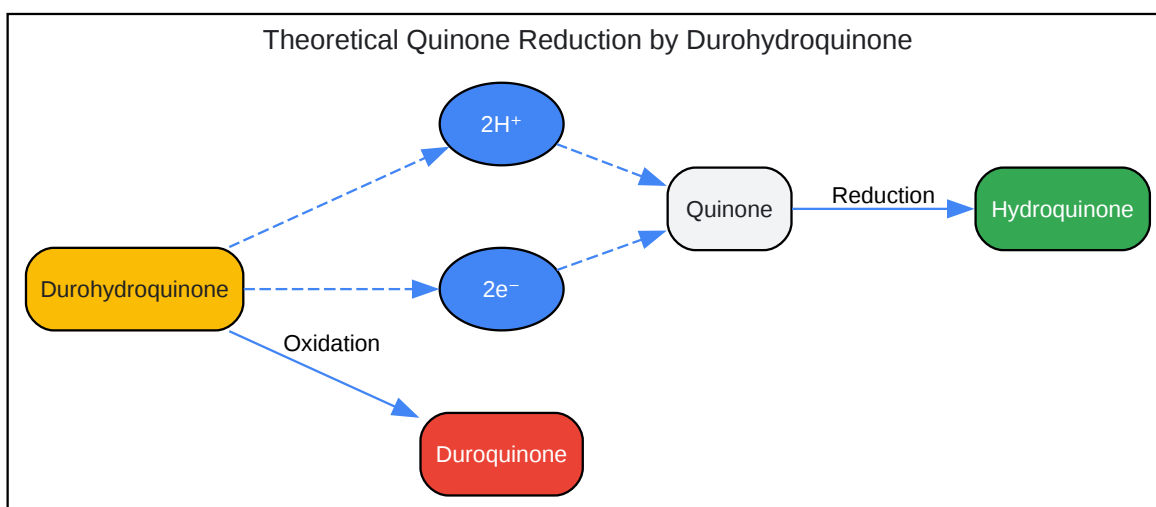 Theoretical Quinone Reduction by Durohydroquinone
2H⁺
Quinone
Reduction
Hydroquinone
Durohydroquinone
2e⁻
Oxidation
Duroquinone